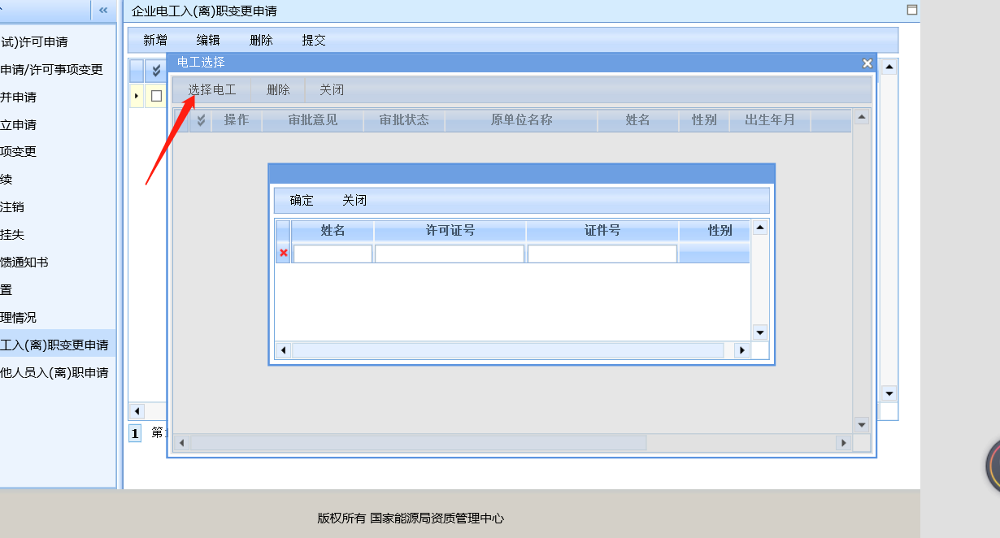 企业电工入(离)职变更申请
新增 编辑 删除 提交
试)许可申请
申请/许可事项变更
并申请
立申请
项变更
续
注销
挂失
馈通知书
置
理情况
工入(离)职变更申请
他人员入(离)职申请
电工选择
选择电工 删除 关闭
操作 审批意见 审批状态 原单位名称 姓名 性别 出生年月
确定 关闭
姓名 许可证号 证件号 性别
1 第
版权所有 国家能源局资质管理中心